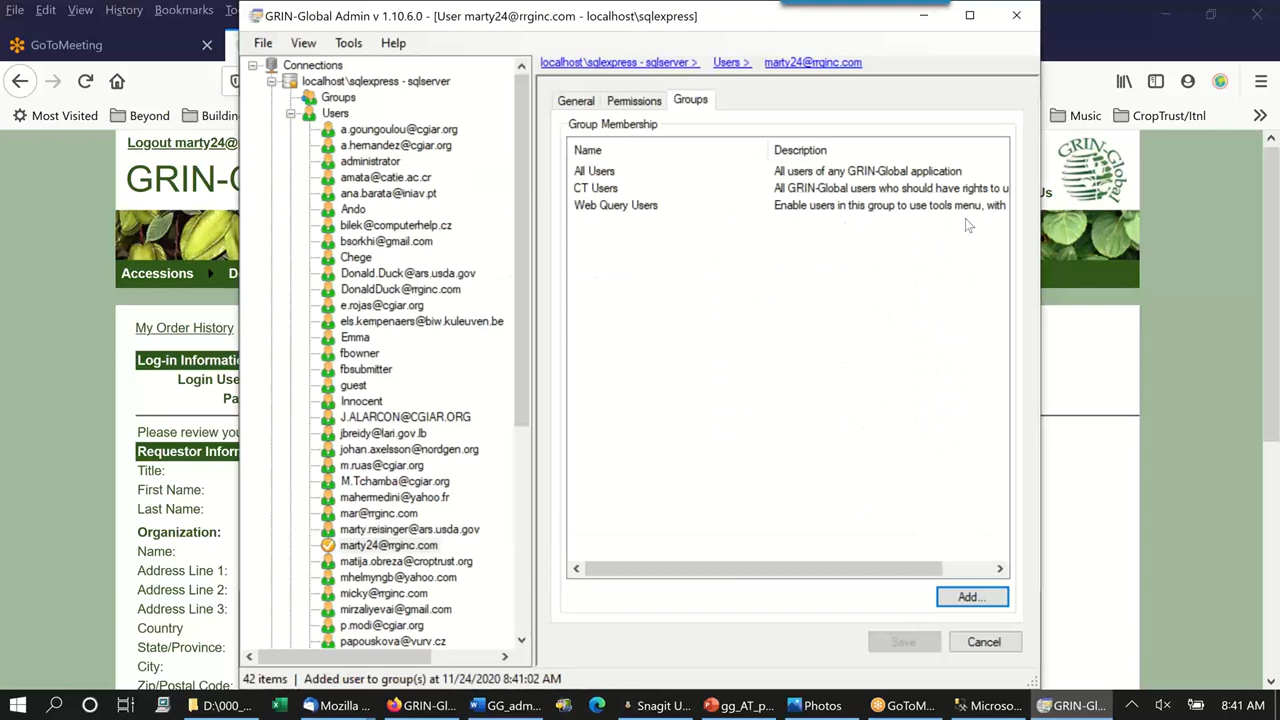 File Edit View History Bookmarks To
GoToMeeting
Most Visited
Beyond
Building
Music
CropTrust/Itnl
Logout marty24@
GRIN-G
GRIN-Global
Us
Accessions
D
My Order History
Log-in Informati
Login Use
Pa
Please review you
Requestor Infor
Title:
First Name:
Last Name:
Organization:
Name:
Address Line 1:
Address Line 2:
Address Line 3:
Country
State/Province:
City:
Zip/Postal Code:
GRIN-Global Admin v 1.10.6.0 - [User marty24@rrginc.com - localhost\sqlexpress]
File View Tools Help
Connections
localhost\sqlexpress - sqlserver
Groups
Users
a.goungoulou@cgiar.org
a.hernandez@cgiar.org
administrator
amata@catie.ac.cr
ana.barata@iniav.pt
Ando
bilek@computerhelp.cz
bsorkhi@gmail.com
Chege
Donald.Duck@ars.usda.gov
DonaldDuck@rrginc.com
e.rojas@cgiar.org
els.kempenaers@biw.kuleuven.be
Emma
fbowner
fbsubmitter
guest
Innocent
J.ALARCON@CGIAR.ORG
jbreidy@lari.gov.lb
johan.axelsson@nordgen.org
m.ruas@cgiar.org
M.Tchamba@cgiar.org
mahermedini@yahoo.fr
mar@rrginc.com
marty.reisinger@ars.usda.gov
marty24@rrginc.com
matija.obreza@croptrust.org
mhelmyngb@yahoo.com
micky@rrginc.com
mirzaliyevai@gmail.com
p.modi@cgiar.org
papouskova@vurv.cz
localhost\sqlexpress - sqlserver > Users > marty24@rrginc.com
General Permissions Groups
Group Membership
Name Description
All Users All users of any GRIN-Global application
CT Users All GRIN-Global users who should have rights to u
Web Query Users Enable users in this group to use tools menu, with
Add...
Save Cancel
42 items Added user to group(s) at 11/24/2020 8:41:02 AM
D:\000_ Mozilla ... GRIN-Gl... GG_adm... Snagit U... pg_AT_p... Photos GoToM... Microso... GRIN-Gl... 8:41 AM